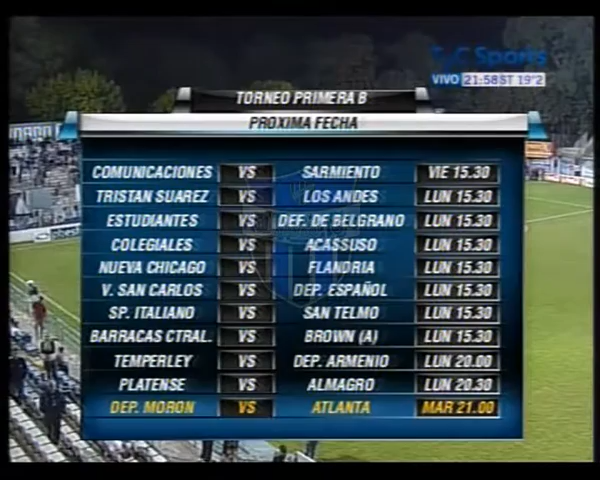 TyC Sports
VIVO 21:58 ST 19°2
TORNEO PRIMERA B
PROXIMA FECHA
COMUNICACIONES VS SARMIENTO VIE 15.30
TRISTAN SUAREZ VS LOS ANDES LUN 15.30
ESTUDIANTES VS DEF. DE BELGRANO LUN 15.30
COLEGIALES VS ACASSUSO LUN 15.30
NUEVA CHICAGO VS FLANDRIA LUN 15.30
V. SAN CARLOS VS DEP. ESPAÑOL LUN 15.30
SP. ITALIANO VS SAN TELMO LUN 15.30
BARRACAS CTRAL. VS BROWN (A) LUN 15.30
TEMPERLEY VS DEP. ARMENIO LUN 20.00
PLATENSE VS ALMAGRO LUN 20.30
DEP. MORON VS ATLANTA MAR 21.00